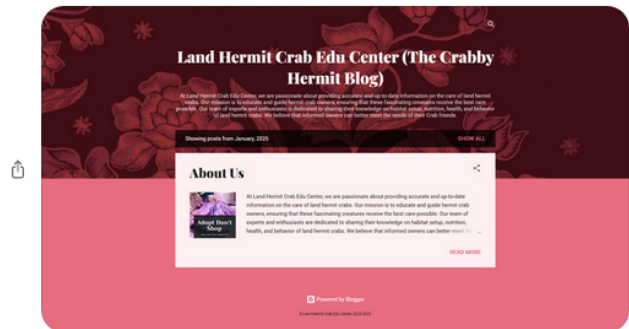 Land Hermit Crab Edu Center (The Crabby
Hermit Blog)
At Land Hermit Crab Edu Center, we are passionate about providing accurate and up-to-date information on the care of land hermit
crabs. Our mission is to educate and guide hermit crab owners, ensuring that these fascinating creatures receive the best care
possible. Our team of experts and enthusiasts is dedicated to sharing their knowledge on habitat setup, nutrition, health, and behavior
of land hermit crabs. We believe that informed owners can better meet the needs of their Crab friends.
Showing posts from January, 2025
SHOW ALL
About Us
Adopt Don't
Shop
At Land Hermit Crab Edu Center, we are passionate about providing accurate and up-to-date
information on the care of land hermit crabs. Our mission is to educate and guide hermit crab
owners, ensuring that these fascinating creatures receive the best care possible. Our team of
experts and enthusiasts is dedicated to sharing their knowledge on habitat setup, nutrition,
health, and behavior of land hermit crabs. We believe that informed owners can better meet
READ MORE
Powered by Blogger
© Land Hermit Crab Edu Center 2023-2025